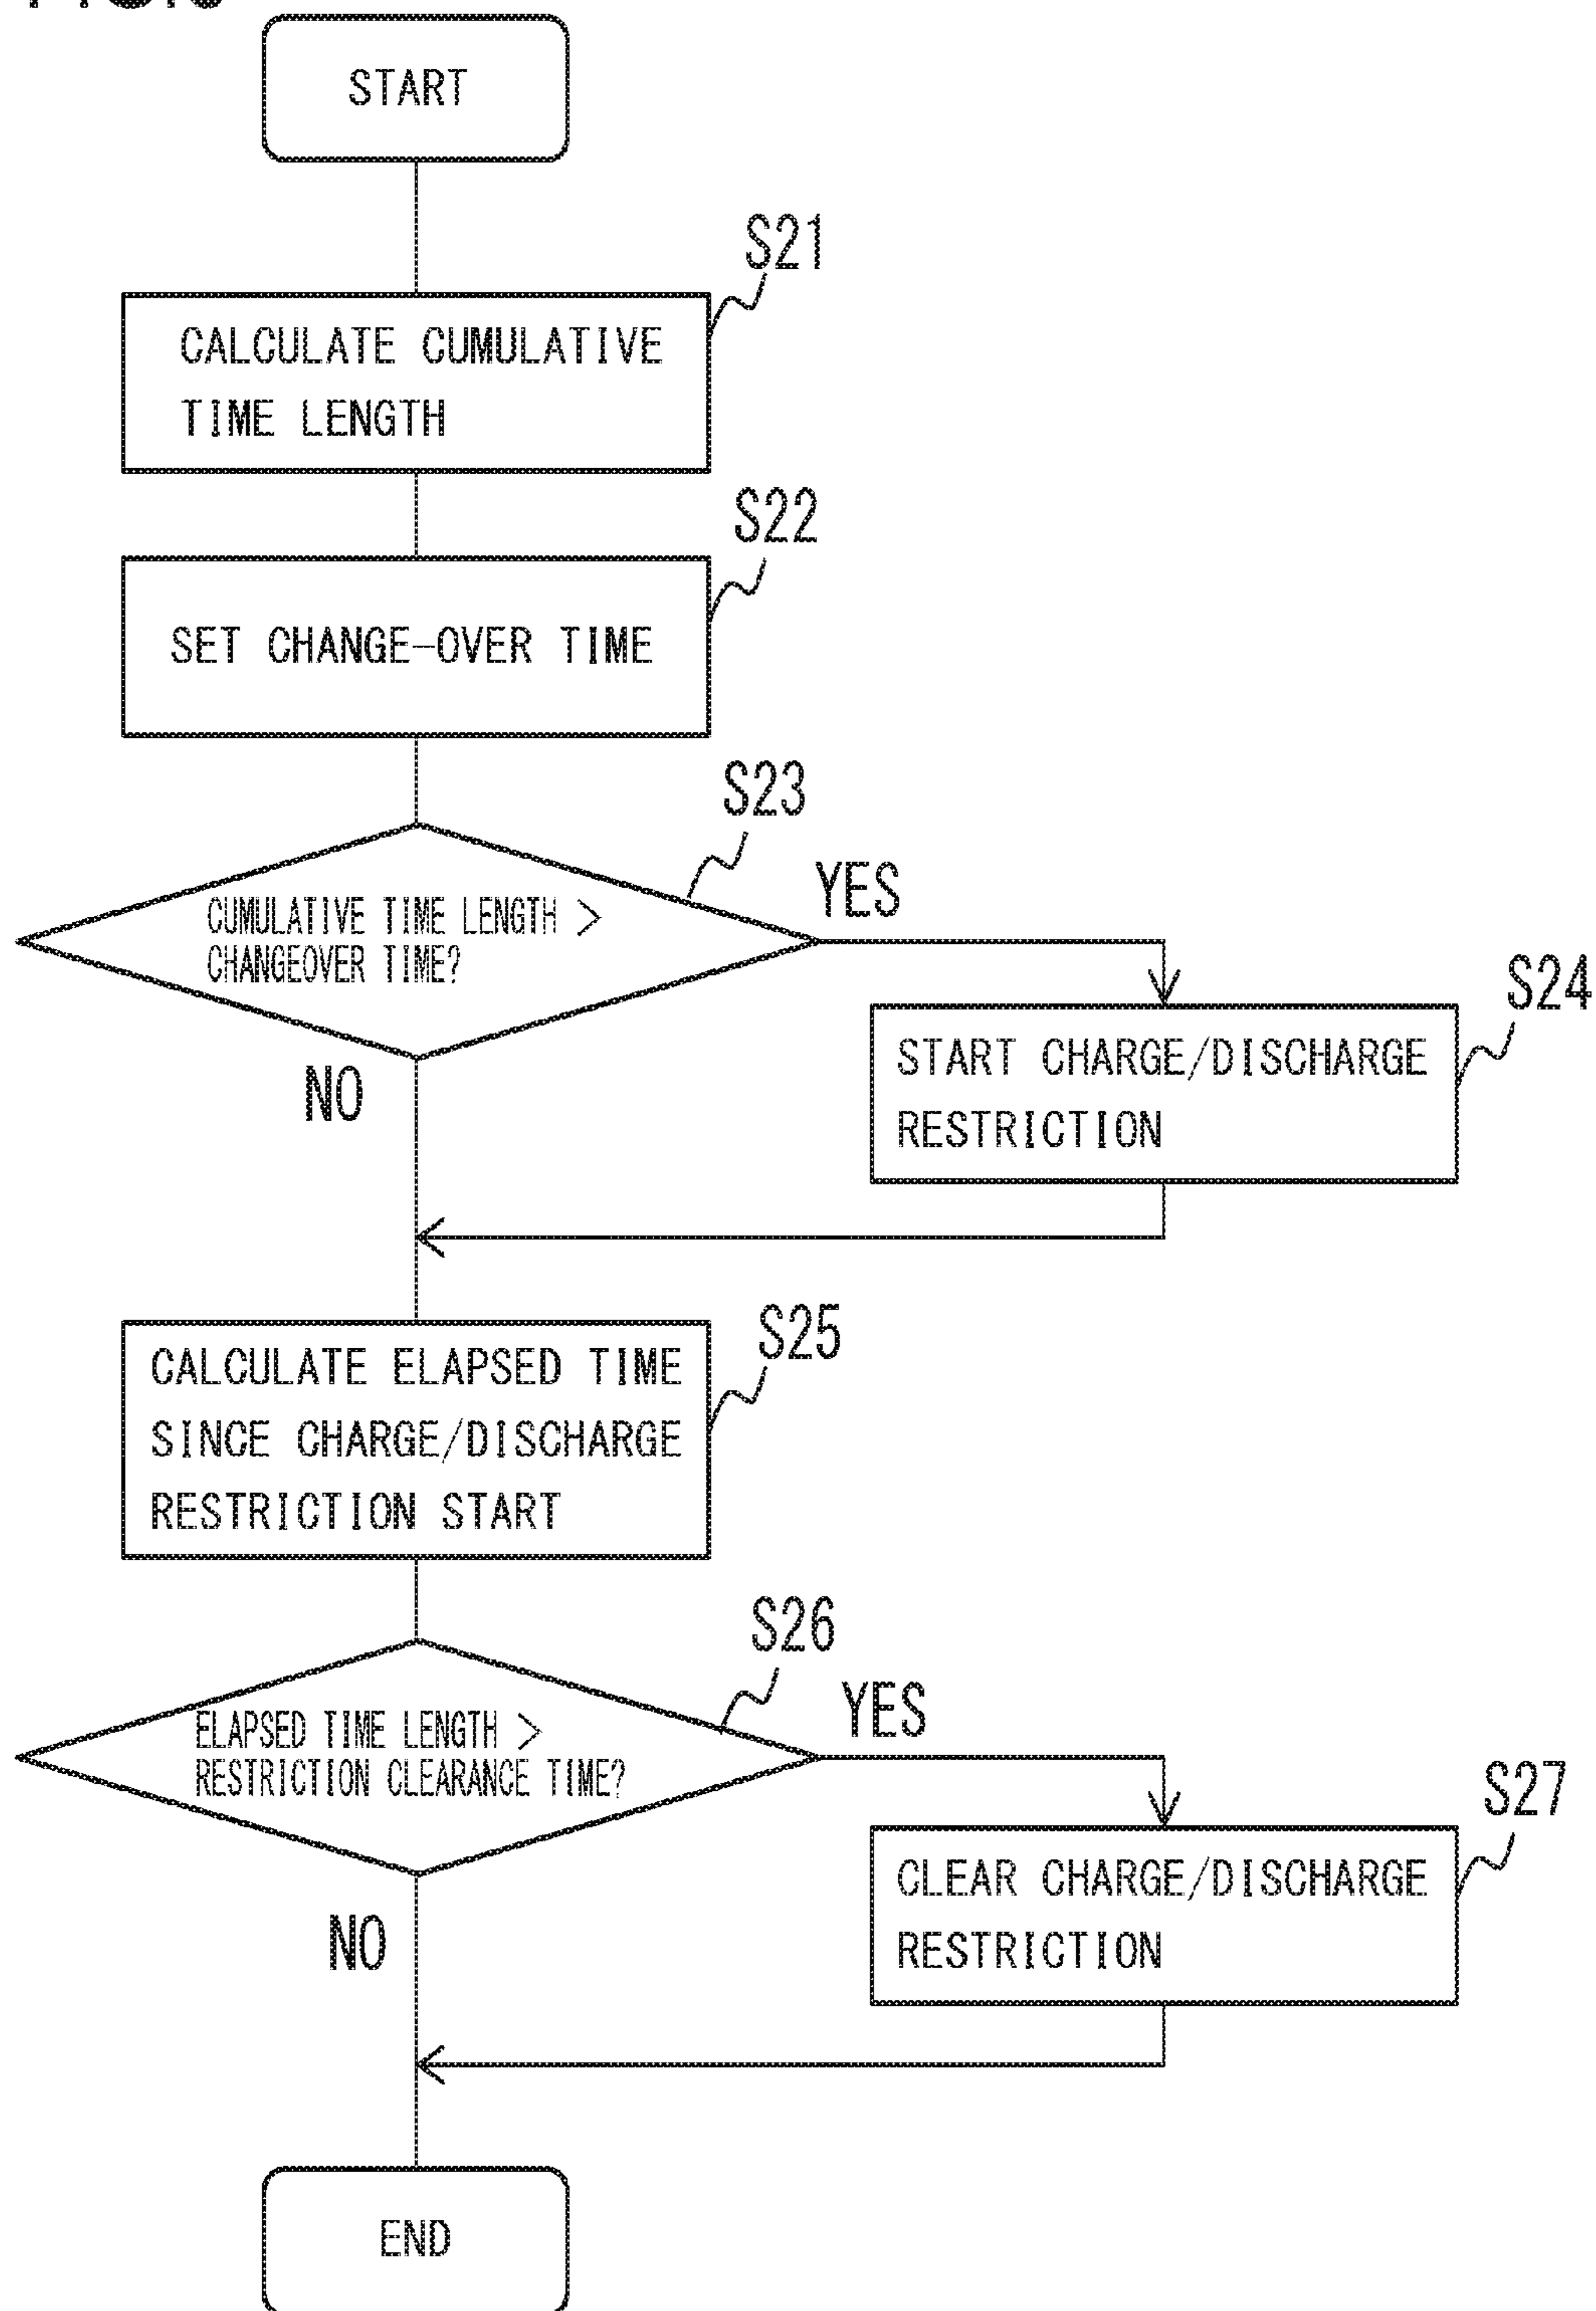 START
S21
CALCULATE CUMULATIVE
TIME LENGTH
S22
SET CHANGE-OVER TIME
S23
CUMULATIVE TIME LENGTH >
CHANGEOVER TIME?
YES
NO
S24
START CHARGE/DISCHARGE
RESTRICTION
S25
CALCULATE ELAPSED TIME
SINCE CHARGE/DISCHARGE
RESTRICTION START
S26
ELAPSED TIME LENGTH >
RESTRICTION CLEARANCE TIME?
YES
NO
S27
CLEAR CHARGE/DISCHARGE
RESTRICTION
END